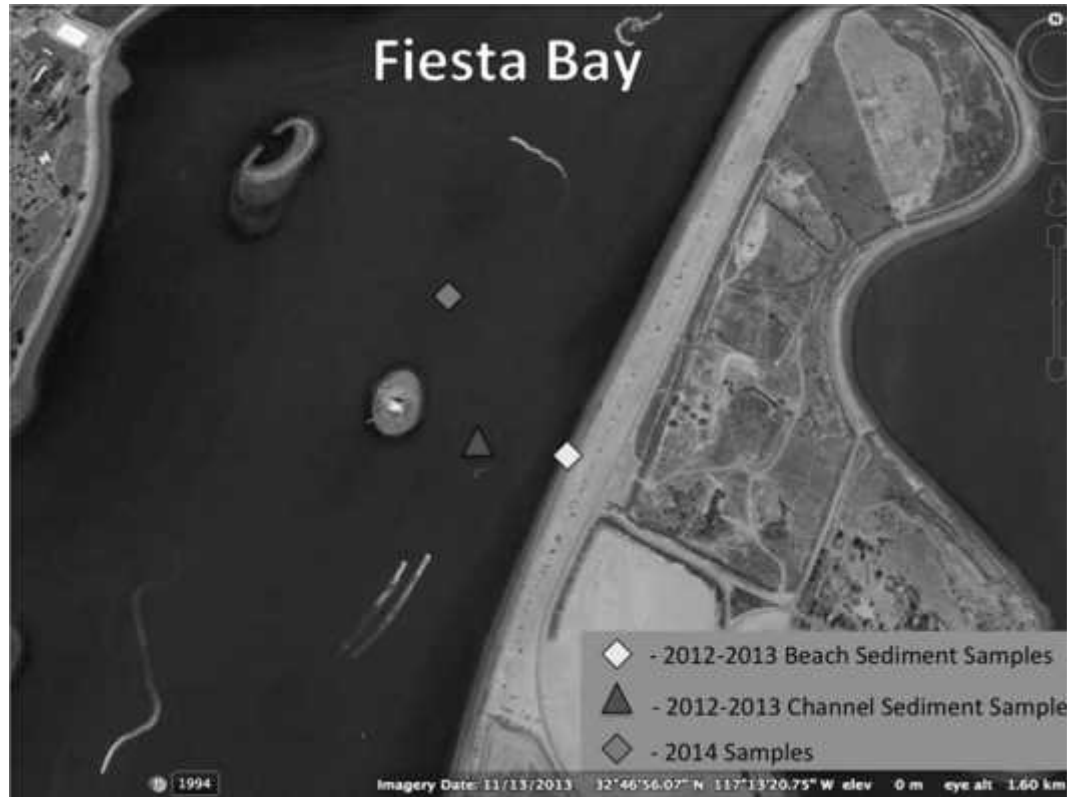 N
Fiesta Bay
- 2012-2013 Beach Sediment Samples
- 2012-2013 Channel Sediment Sample
- 2014 Samples
1994
Imagery Date: 11/13/2013 32°46'56.07" N 117°13'20.75" W elev 0 m eye alt 1.60 km